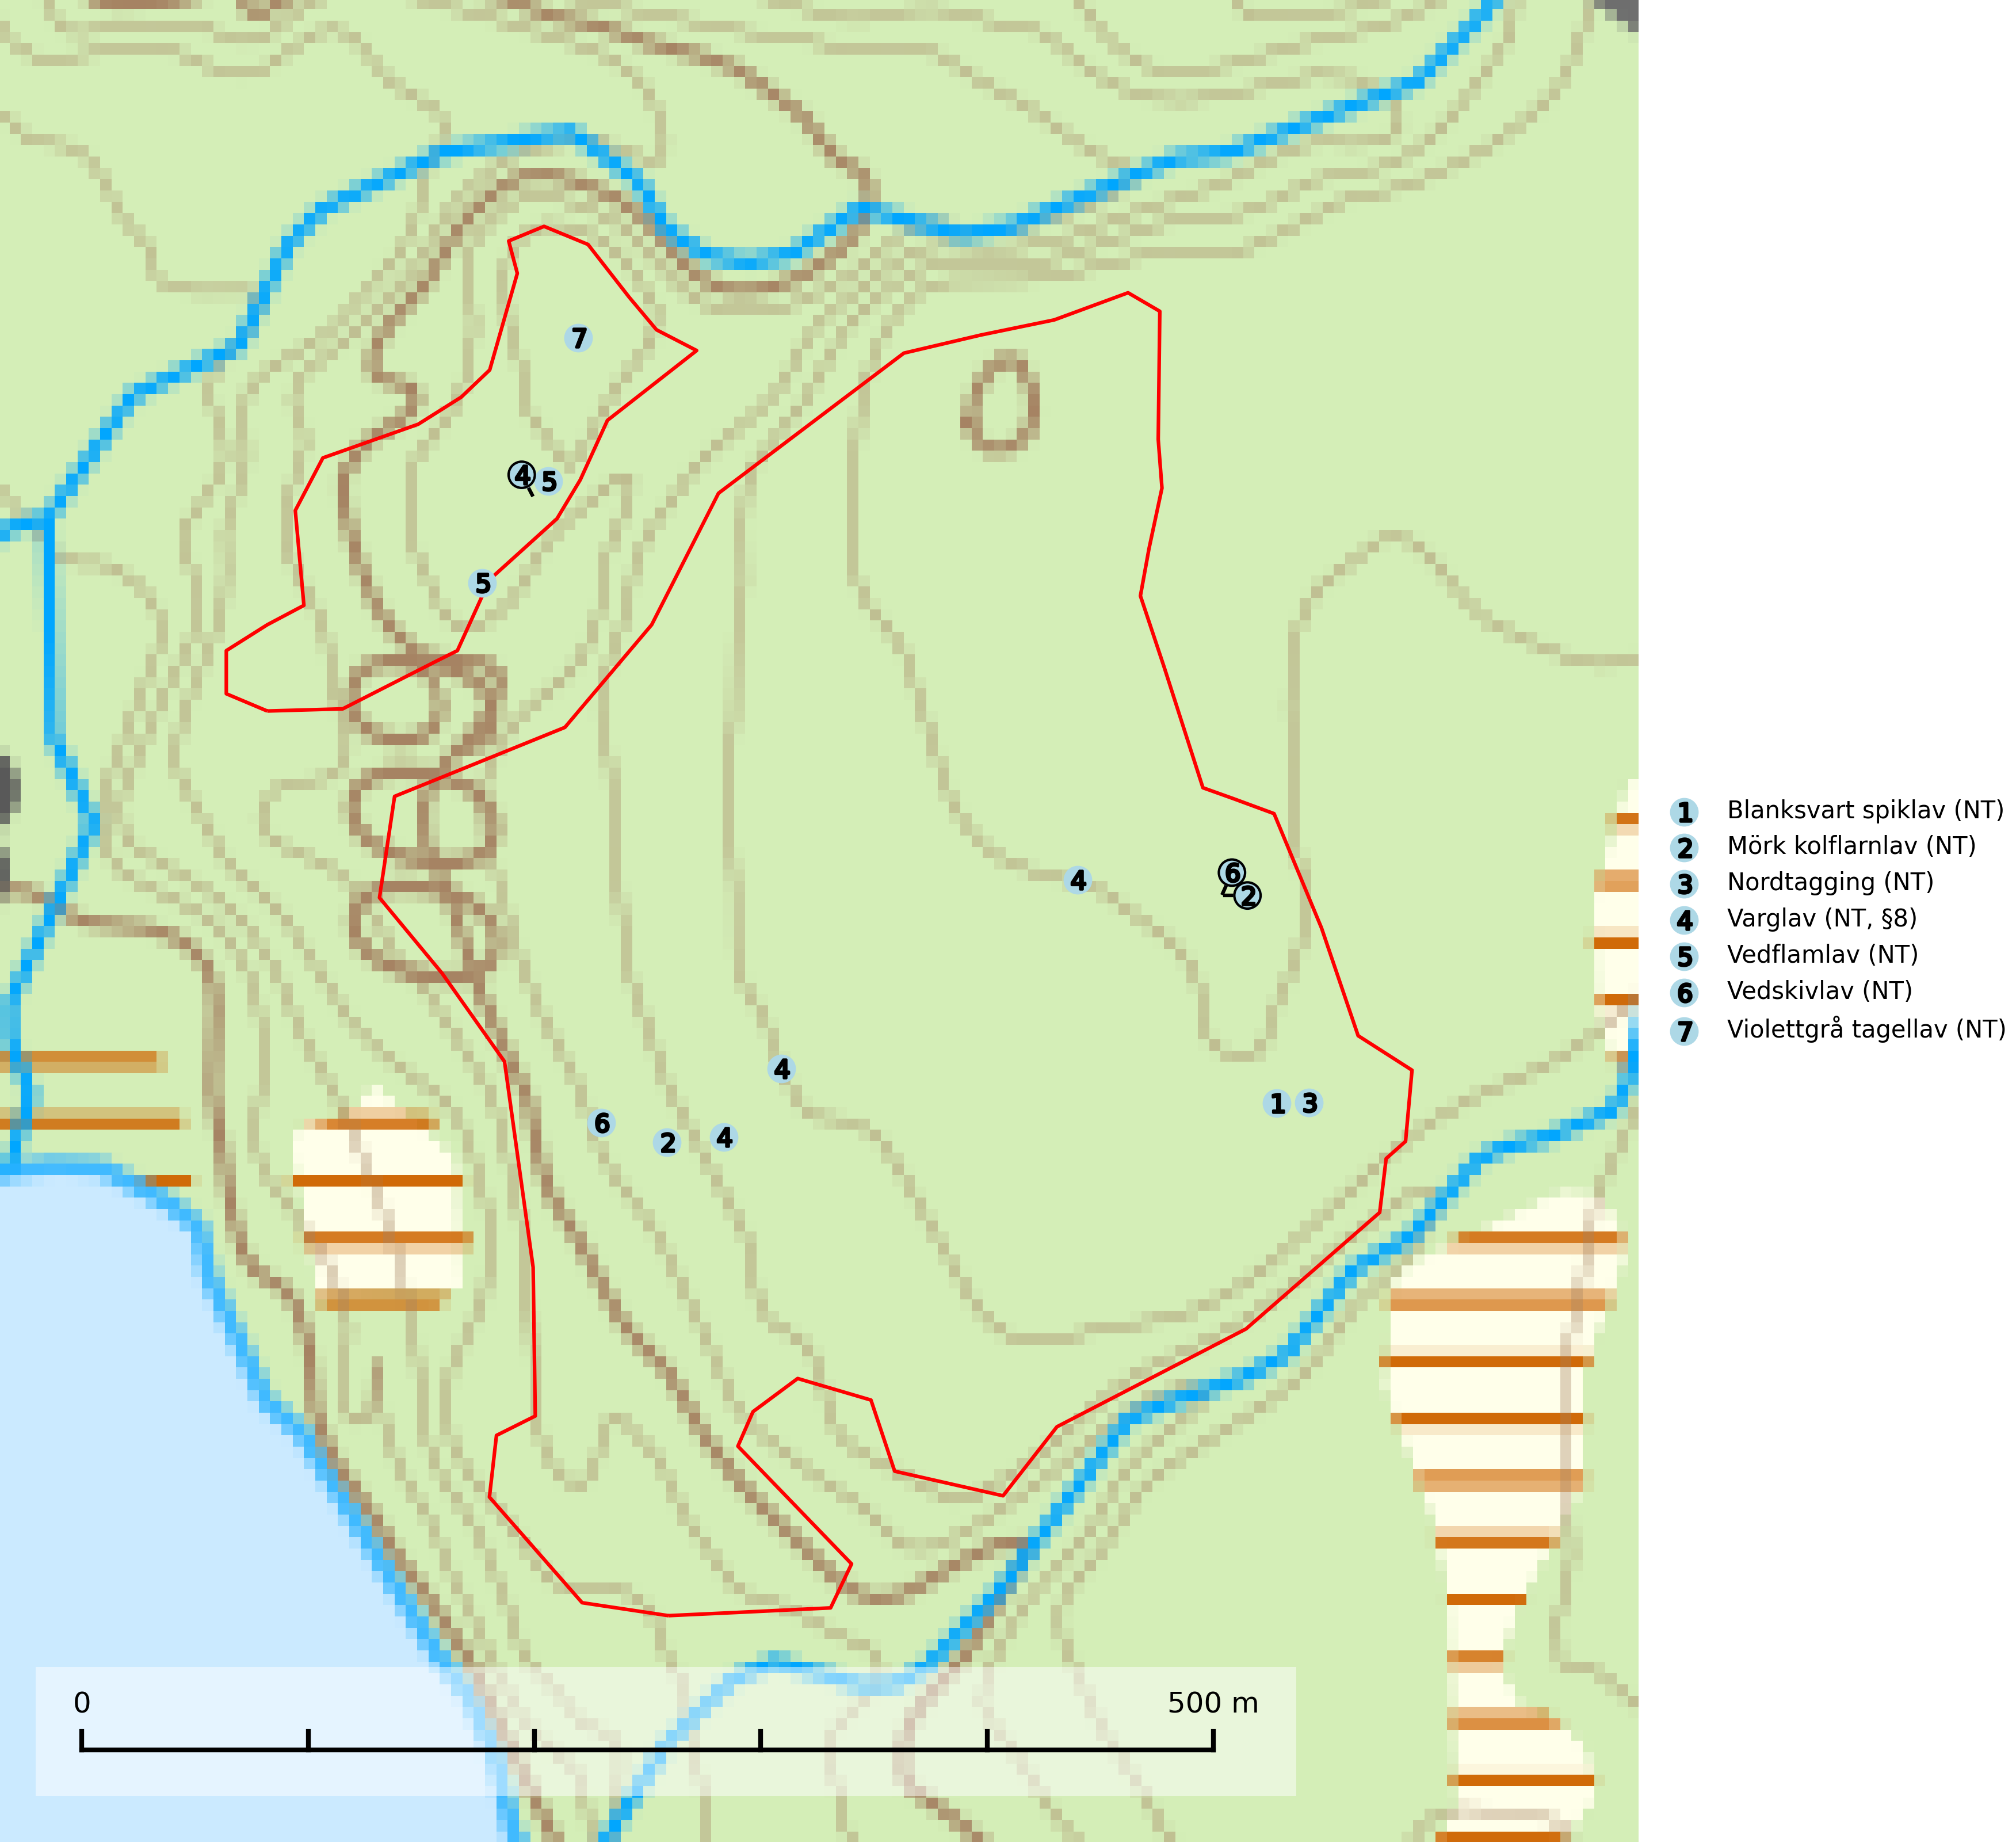 7
4 5
5
4
6
2
4
1 3
6 2 4
1 Blanksvart spiklav (NT)
2 Mörk kolflarnlav (NT)
3 Nordtagging (NT)
4 Varglav (NT, §8)
5 Vedflamlav (NT)
6 Vedskivlav (NT)
7 Violettgrå tagellav (NT)
0 500 m